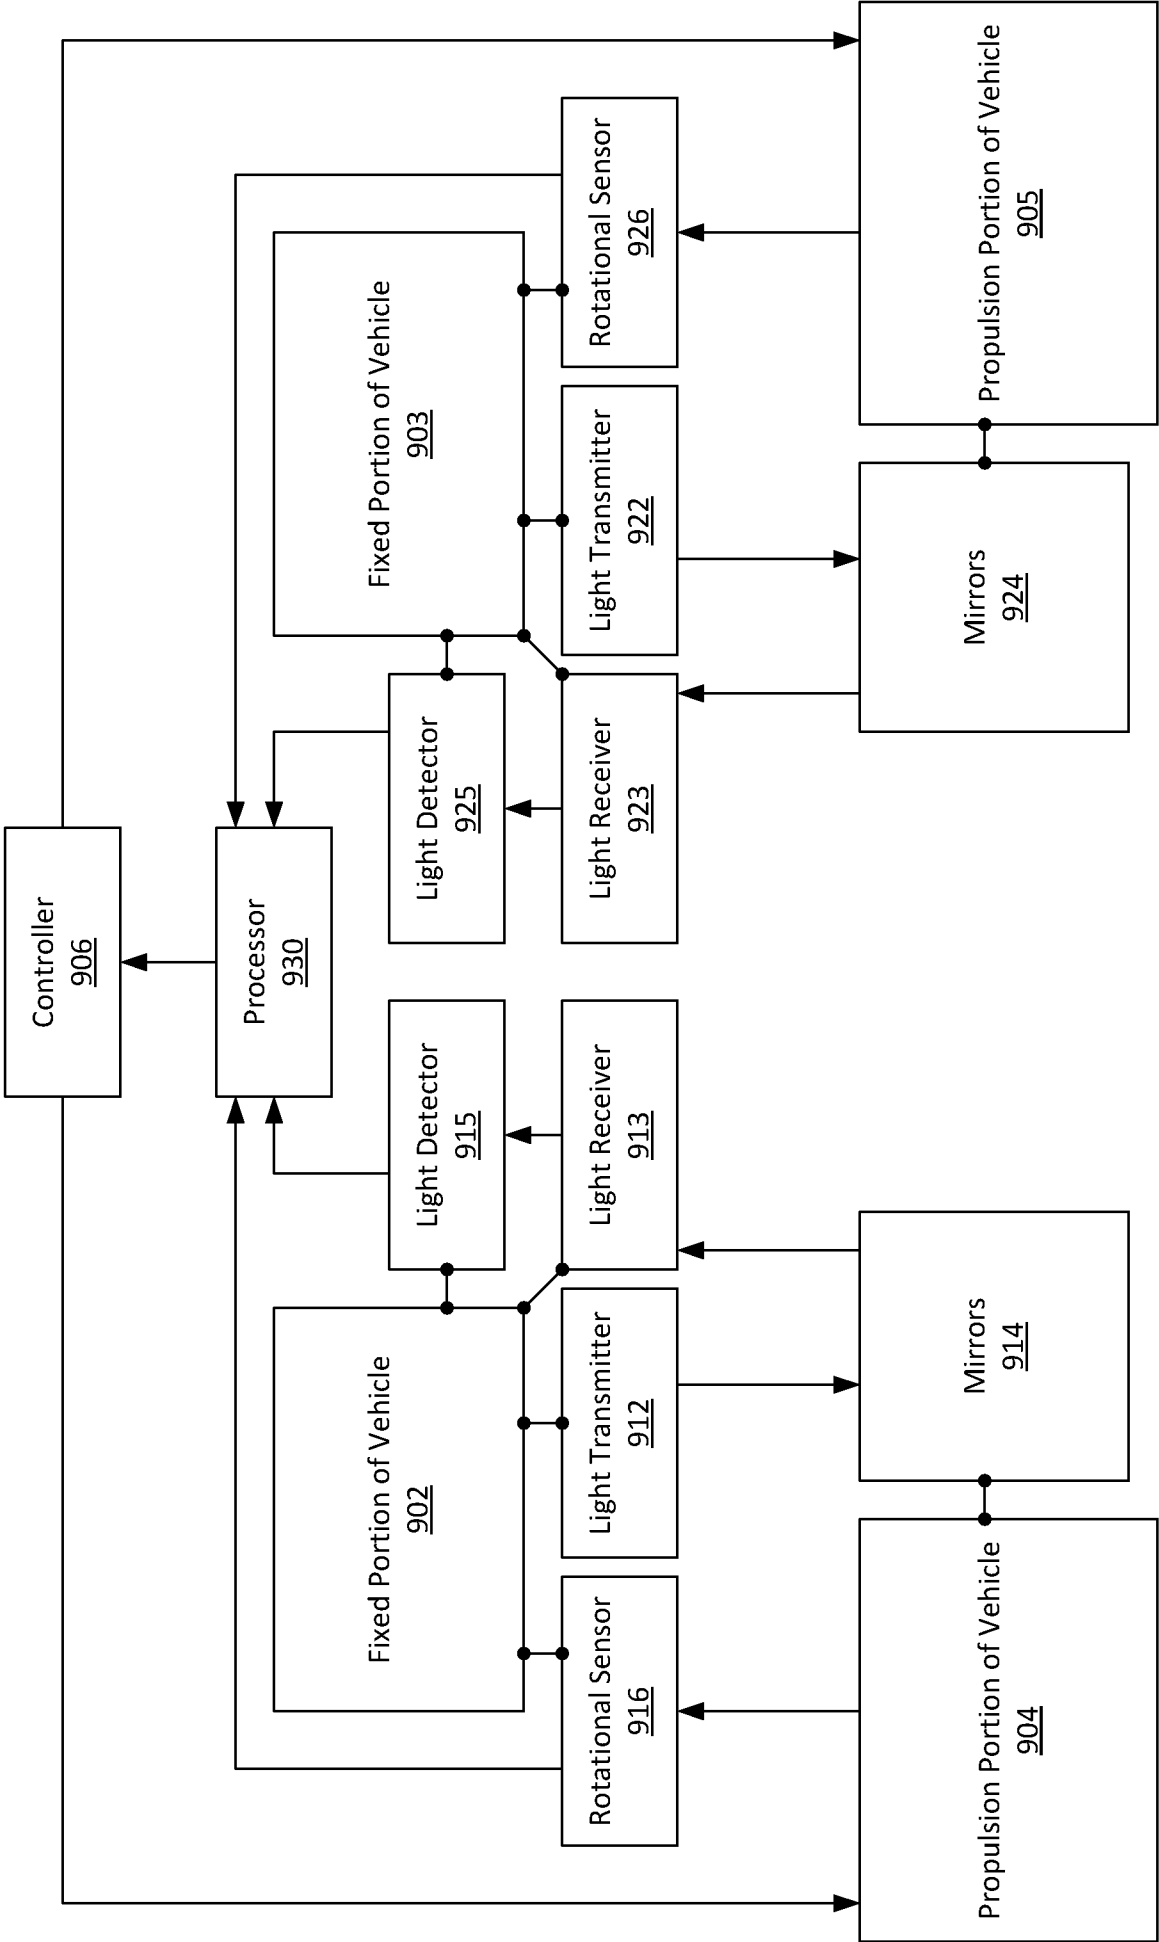 Controller
906
Processor
930
Fixed Portion of Vehicle
902
Light Detector
915
Light Detector
925
Fixed Portion of Vehicle
903
Rotational Sensor
916
Light Transmitter
912
Light Receiver
913
Light Receiver
923
Light Transmitter
922
Rotational Sensor
926
Propulsion Portion of Vehicle
904
Mirrors
914
Mirrors
924
Propulsion Portion of Vehicle
905